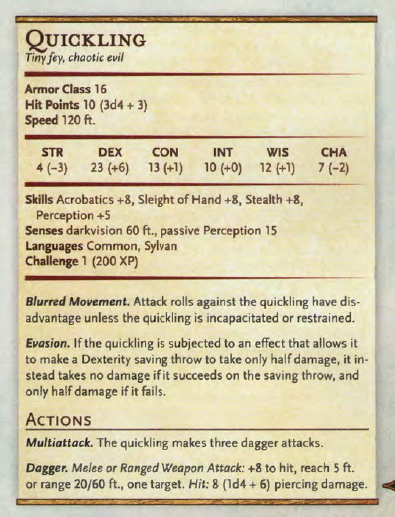 QUICKLING
Tiny fey, chaotic evil
Armor Class 16
Hit Points 10 (3d4 + 3)
Speed 120 ft.
STR DEX CON INT WIS CHA
4 (−3) 23 (+6) 13 (+1) 10 (+0) 12 (+1) 7 (−2)
Skills Acrobatics +8, Sleight of Hand +8, Stealth +8,
Perception +5
Senses darkvision 60 ft., passive Perception 15
Languages Common, Sylvan
Challenge 1 (200 XP)
Blurred Movement. Attack rolls against the quickling have dis-
advantage unless the quickling is incapacitated or restrained.
Evasion. If the quickling is subjected to an effect that allows it
to make a Dexterity saving throw to take only half damage, it in-
stead takes no damage if it succeeds on the saving throw, and
only half damage if it fails.
ACTIONS
Multiattack. The quickling makes three dagger attacks.
Dagger. Melee or Ranged Weapon Attack: +8 to hit, reach 5 ft.
or range 20/60 ft., one target. Hit: 8 (1d4 + 6) piercing damage.